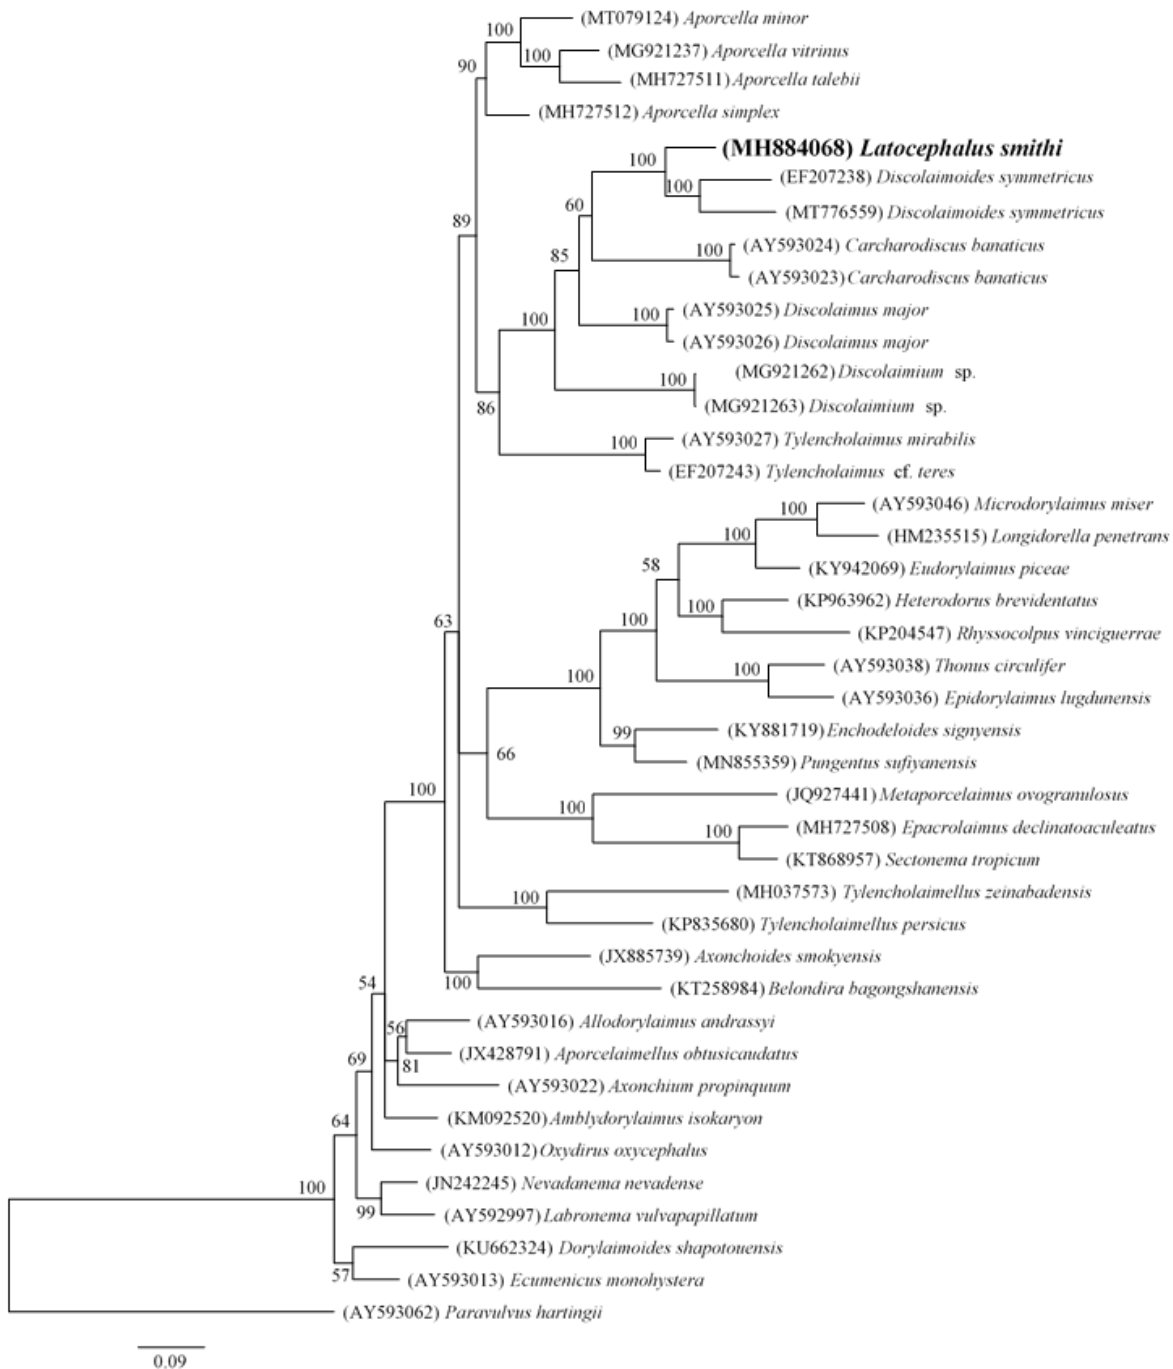 (MT079124) Aporcella minor
100
(MG921237) Aporcella vitrinus
100
90
(MH727511) Aporcella talebii
(MH727512) Aporcella simplex
(MH884068) Latocephalus smithi
100
(EF207238) Discolaimoides symmetricus
100
60
(MT776559) Discolaimoides symmetricus
89
(AY593024) Carcharodiscus banaticus
100
85
(AY593023) Carcharodiscus banaticus
(AY593025) Discolaimus major
100
100
(AY593026) Discolaimus major
(MG921262) Discolaimium sp.
100
86
(MG921263) Discolaimium sp.
(AY593027) Tylencholaimus mirabilis
100
(EF207243) Tylencholaimus cf. teres
(AY593046) Microdorylaimus miser
100
(HM235515) Longidorella penetrans
100
58
(KY942069) Eudorylaimus piceae
(KP963962) Heterodorus brevidentatus
100
63
100
(KP204547) Rhyssocolpus vinciguerrae
(AY593038) Thonus circulifer
100
100
(AY593036) Epidorylaimus lugdunensis
(KY881719) Enchodeloides signyensis
99
66
(MN855359) Pungentus sufiyanensis
100
(JQ927441) Metaporcelaimus ovogranulosus
100
(MH727508) Epacrolaimus declinatoaculeatus
100
(KT868957) Sectonema tropicum
(MH037573) Tylencholaimellus zeinabadensis
100
(KP835680) Tylencholaimellus persicus
(JX885739) Axonchoides smokyensis
100
(KT258984) Belondira bagongshanensis
54
(AY593016) Allodorylaimus andrassyi
56
(JX428791) Aporcelaimellus obtusicaudatus
69
81
(AY593022) Axonchium propinquum
(KM092520) Amblydorylaimus isokaryon
64
(AY593012) Oxydirus oxycephalus
(JN242245) Nevadanema nevadense
100
99
(AY592997) Labronema vulvapapillatum
(KU662324) Dorylaimoides shapotouensis
57
(AY593013) Ecumenicus monohystera
(AY593062) Paravulvus hartingii
0.09